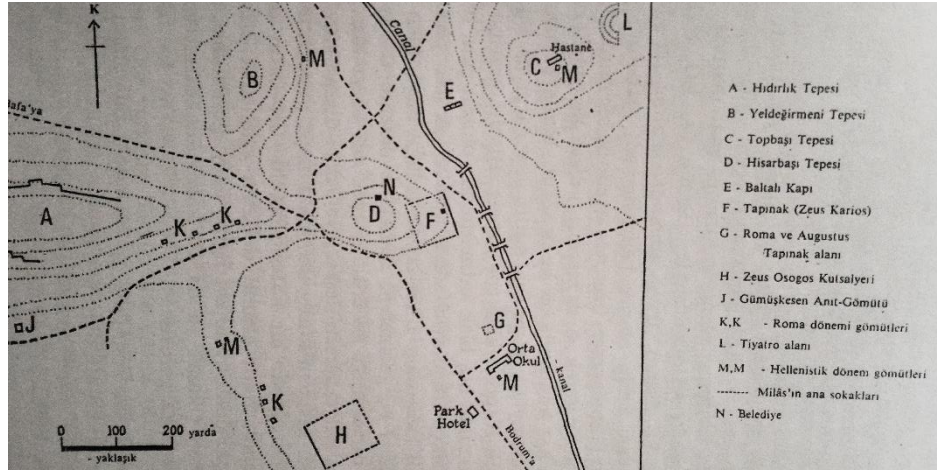 K
Canal
L
Hastane
C
M
B
M
E
lafa'ya
N
D
F
A
K
K
J
G
M
Orta
Okul
M
K
- kanal
Park
Hotel
H
Bodrum'a
0 100 200 yarda
- yaklaşık
A - Hıdırlık Tepesi
B - Yeldeğirmeni Tepesi
C - Topbaşı Tepesi
D - Hisarbaşı Tepesi
E - Baltalı Kapı
F - Tapınak (Zeus Karios)
G - Roma ve Augustus
Tapınak alanı
H - Zeus Osogos Kutsalyeri
J - Gümüşkesen Anıt-Gömütü
K,K - Roma dönemi gömütleri
L - Tiyatro alanı
M,M - Hellenistik dönem gömütleri
-------- Milâs'ın ana sokakları
N - Belediye